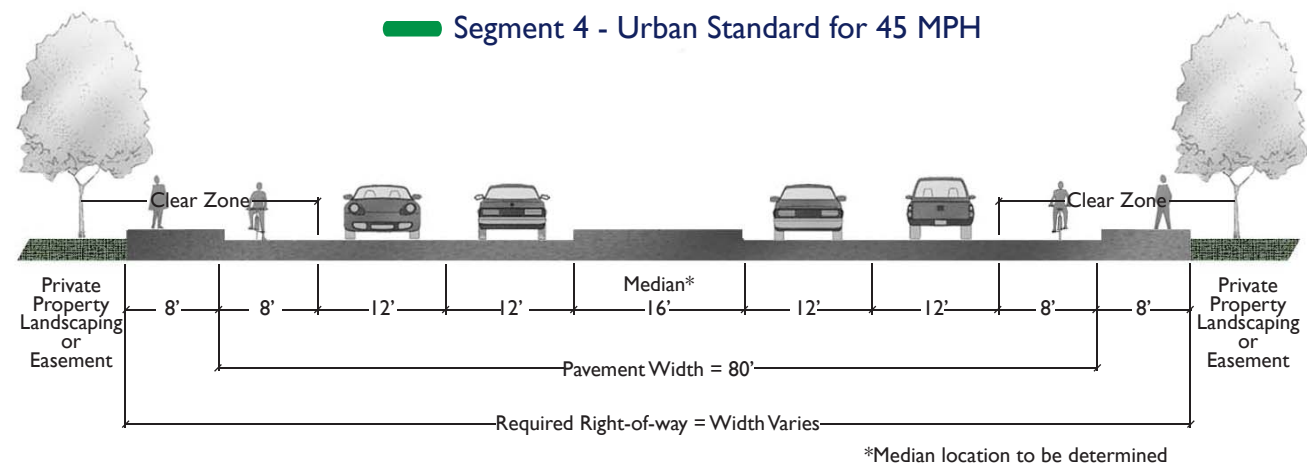 Segment 4 - Urban Standard for 45 MPH
Clear Zone
Clear Zone
Private
Property
Landscaping
or
Easement
Median*
Private
Property
Landscaping
or
Easement
8' 8' 12' 12' 16' 12' 12' 8' 8'
Pavement Width = 80'
Required Right-of-way = Width Varies
*Median location to be determined